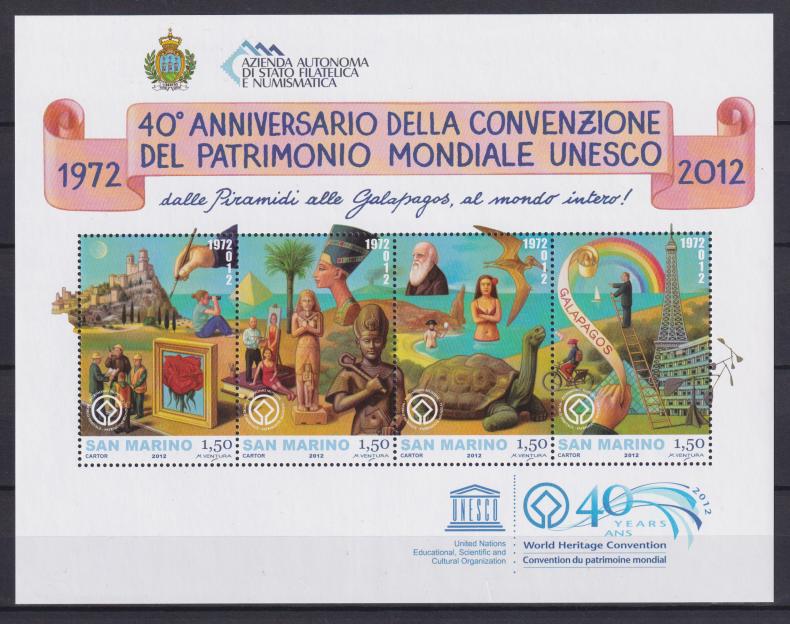 AZIENDA AUTONOMA
DI STATO FILATELICA
E NUMISMATICA
40° ANNIVERSARIO DELLA CONVENZIONE
DEL PATRIMONIO MONDIALE UNESCO
1972
2012
dalle Piramidi alle Galapagos, al mondo intero!
1972
2012
1972
2012
1972
2012
1972
2012
GALAPAGOS
SAN MARINO 1,50
CARTOR 2012 M. VENTURA
SAN MARINO 1,50
CARTOR 2012 M. VENTURA
SAN MARINO 1,50
CARTOR 2012 M. VENTURA
SAN MARINO 1,50
CARTOR 2012 M. VENTURA
UNESCO
United Nations
Educational, Scientific and
Cultural Organization
40 2012
YEARS
ANS
World Heritage Convention
Convention du patrimoine mondial